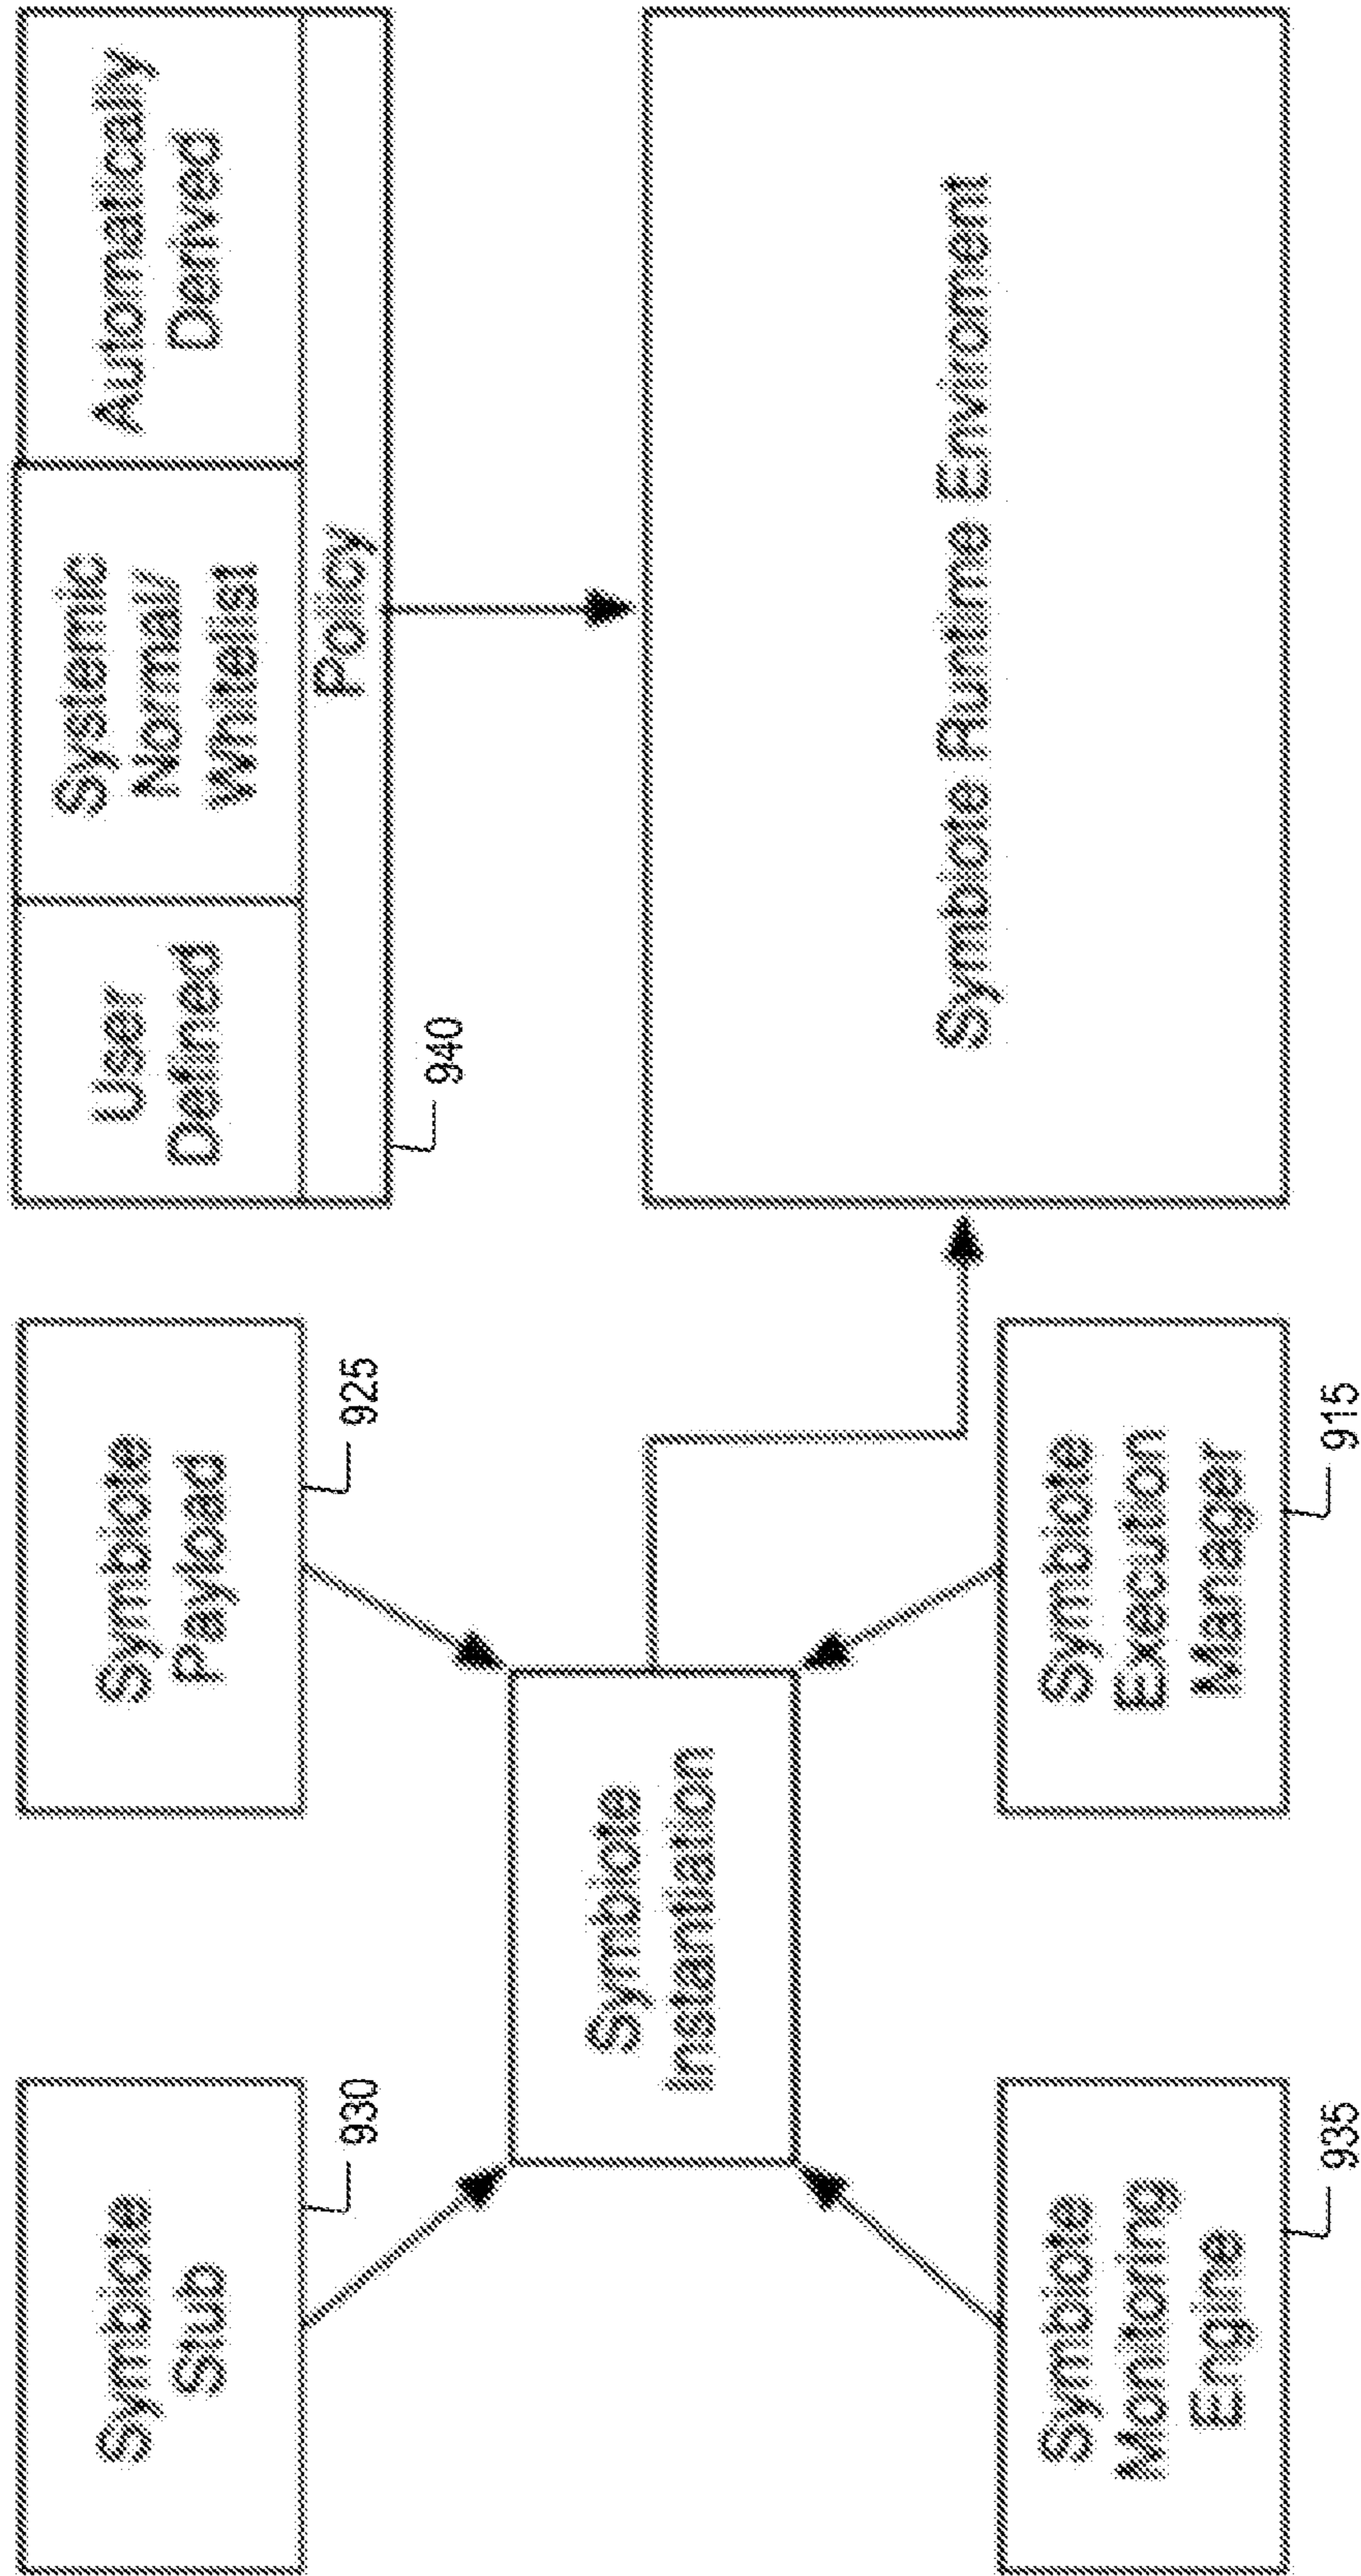 Symbiote
Stub
930
Symbiote
Payload
925
User
Defined
Systemic
Normal/
Whitelist
Automatically
Derived
Policy
940
Symbiote
Instantiation
Symbiote Runtime Enviroment
Symbiote
Monitoring
Engine
935
Symbiote
Execution
Manager
915